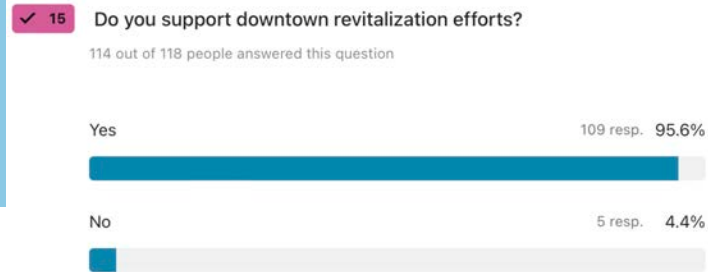 ✓ 15 Do you support downtown revitalization efforts?
114 out of 118 people answered this question
Yes 109 resp. 95.6%
No 5 resp. 4.4%